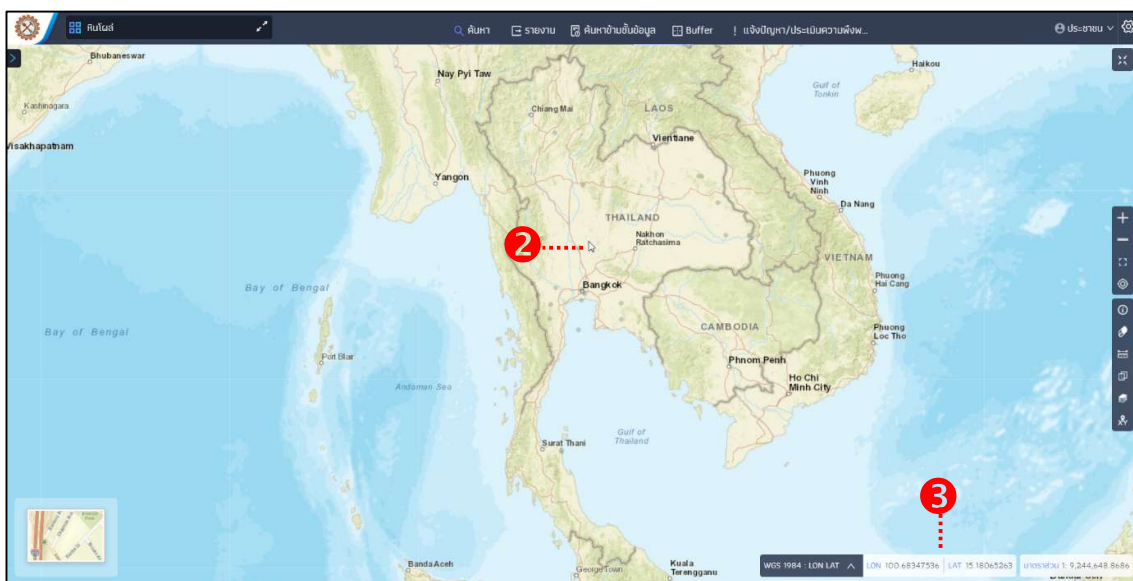 หินโผล่
ค้นหา
รายงาน
ค้นหาข้ามชั้นข้อมูล
Buffer
! แจ้งปัญหา/ประเมินความพึงพ...
ประชาชน
Bhubaneswar
Nay Pyi Taw
Haikou
Gulf of
Tonkin
Kashinagara
Chiang Mai
LAOS
Visakhapatnam
Vientiane
Yangon
Phuong
Vinh
Ninh
Da Nang
THAILAND
2
Nakhon
Ratchasima
VIETNAM
Phuong
Hai Cang
Bay of Bengal
Bangkok
Bay of Bengal
CAMBODIA
Phuong
Loc Tho
Port Blair
Phnom Penh
Ho Chi
Minh City
Andaman Sea
Gulf of
Thailand
Surat Thani
3
Banda Aceh
GeorgeTown
Kuala
Terengganu
WGS 1984 : LON LAT
LON 100.68347536
LAT 15.18065263
มาตราส่วน 1: 9,244,648.8686